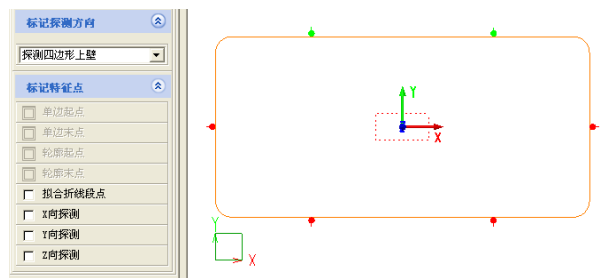 标记探测方向
探测四边形上壁
标记特征点
单边起点
单边末点
轮廓起点
轮廓末点
拟合折线段点
X向探测
Y向探测
Z向探测
Y
X
Y
X